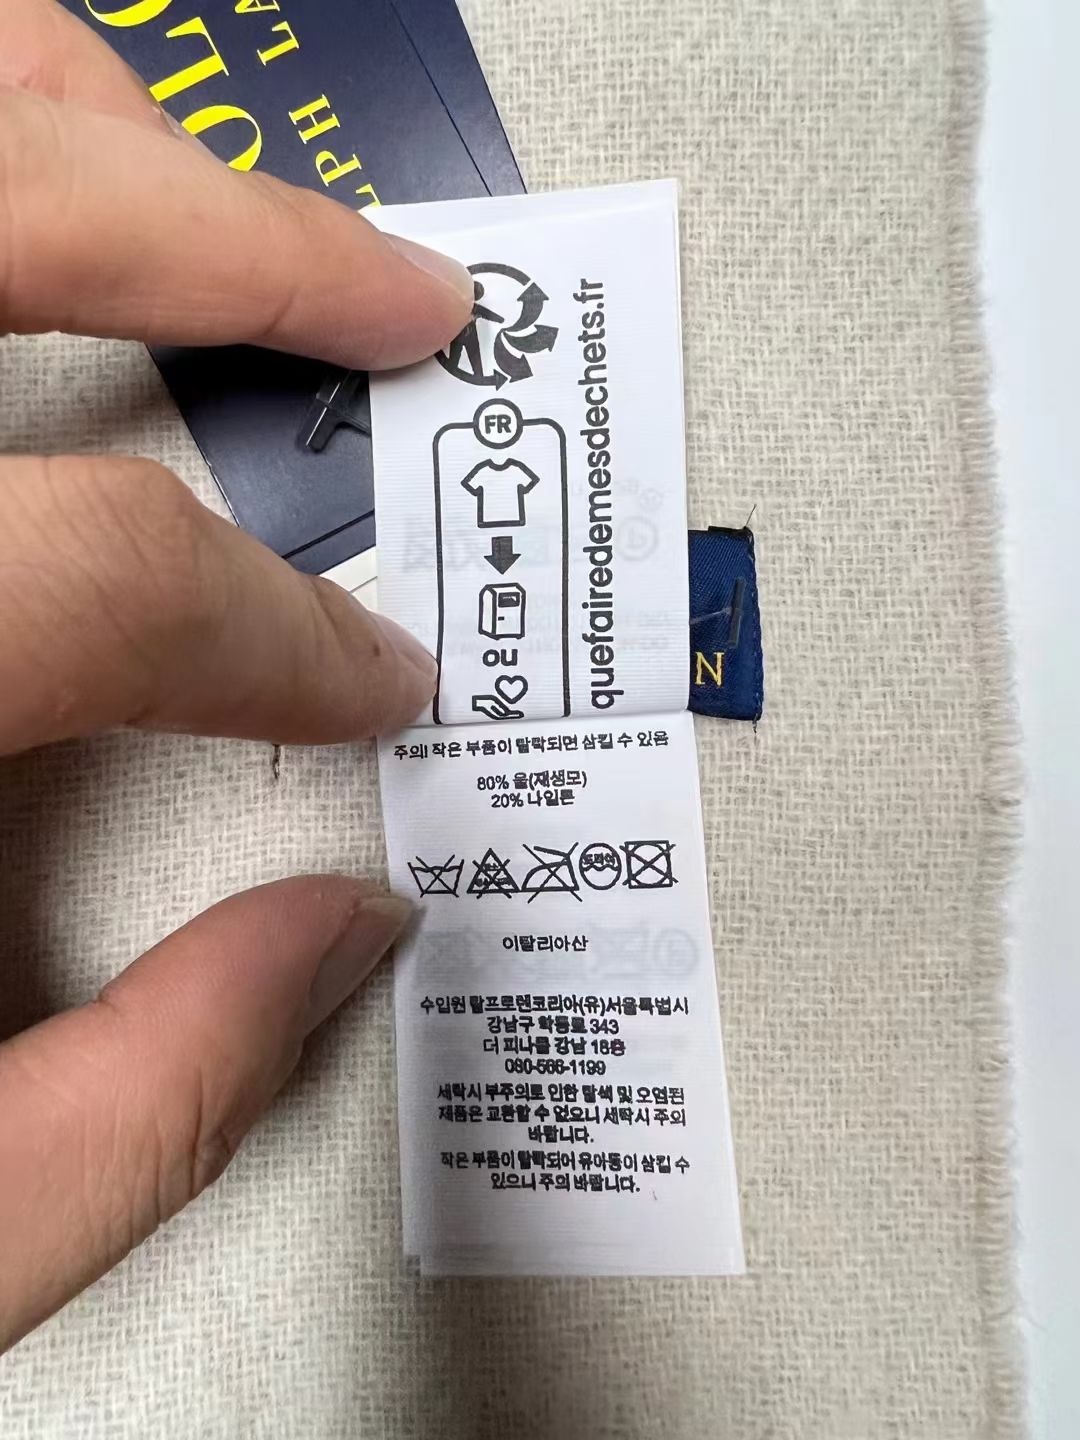 FR
OU
quefairedemesdechets.fr
N
주의! 작은 부품이 탈락되면 삼킬 수 있음
80% 울(재생모)
20% 나일론
이탈리아산
수입원 랄프로렌코리아(유)서울특별시
강남구 학동로 343
더 피나클 강남 18층
080-566-1199
세탁시 부주의로 인한 탈색 및 오염된
제품은 교환할 수 없으니 세탁시 주의
바랍니다.
작은 부품이 탈락되어 유아동이 삼킬 수
있으니 주의 바랍니다.